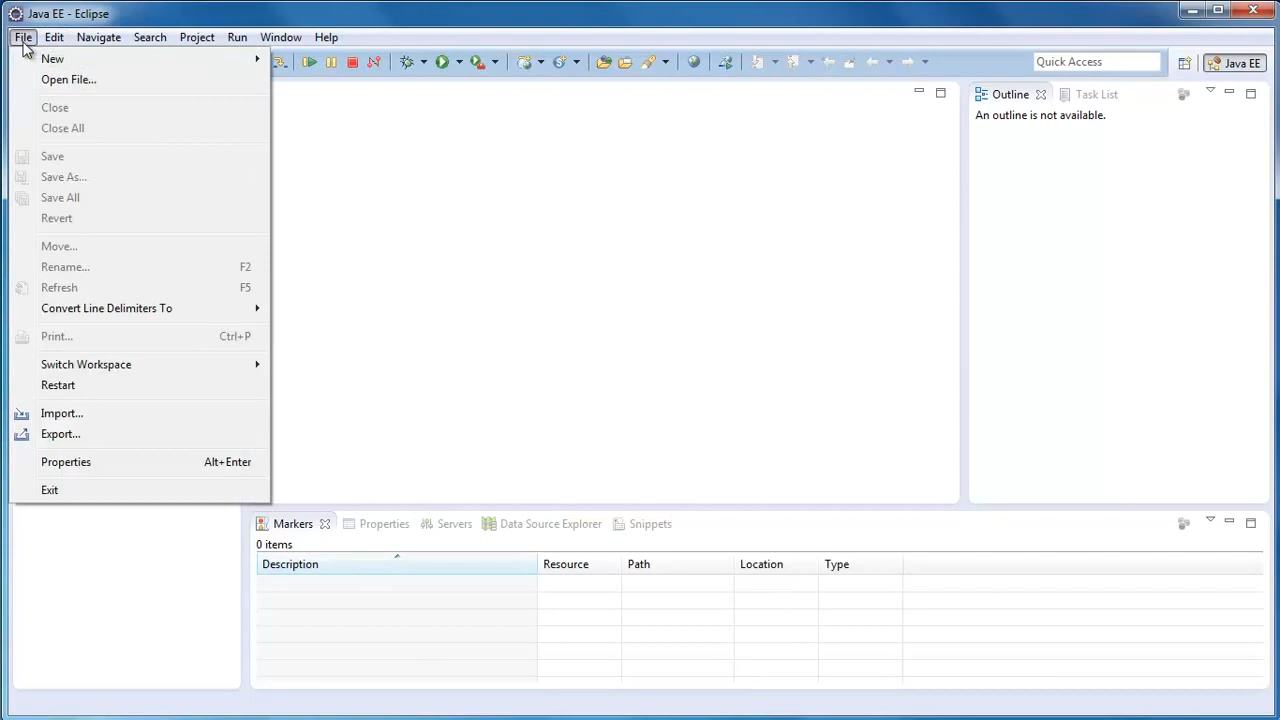 Java EE - Eclipse
File Edit Navigate Search Project Run Window Help
Quick Access
Java EE
New
Open File...
Close
Close All
Save
Save As...
Save All
Revert
Move...
Rename... F2
Refresh F5
Convert Line Delimiters To
Print... Ctrl+P
Switch Workspace
Restart
Import...
Export...
Properties Alt+Enter
Exit
Outline Task List
An outline is not available.
Markers Properties Servers Data Source Explorer Snippets
0 items
Description Resource Path Location Type